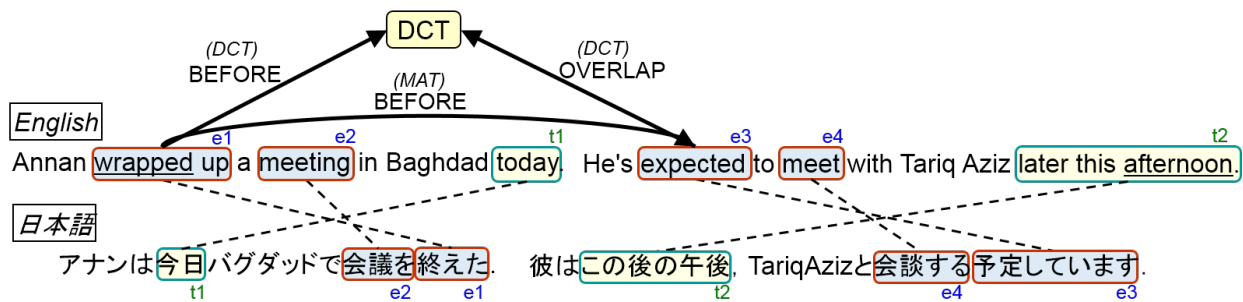 DCT
(DCT)
BEFORE
(DCT)
OVERLAP
(MAT)
BEFORE
English
e1 e2 t1 e3 e4 t2
Annan wrapped up a meeting in Baghdad today. He's expected to meet with Tariq Aziz later this afternoon.
日本語
アナンは今日バグダッドで会議を終えた. 彼はこの後の午後, TariqAzizと会談する予定しています.
t1 e2 e1 t2 e4 e3